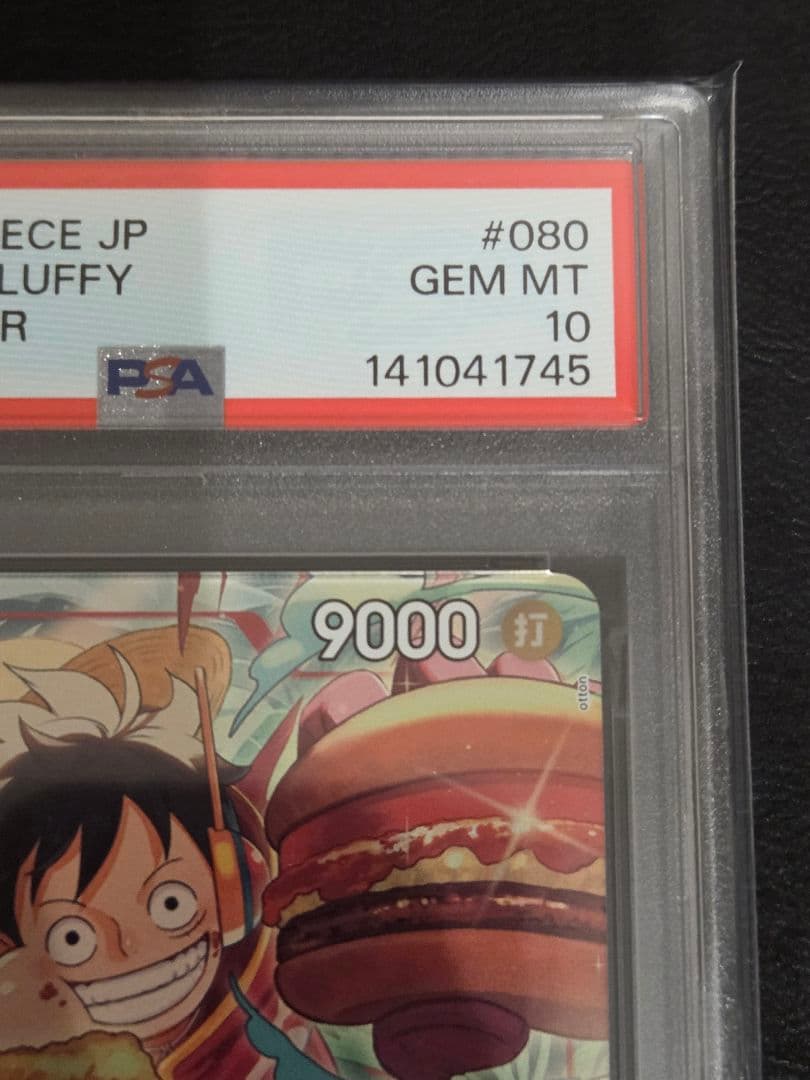 ECE JP
#080
LUFFY
GEM MT
R
10
PSA
141041745
9000 打
otton